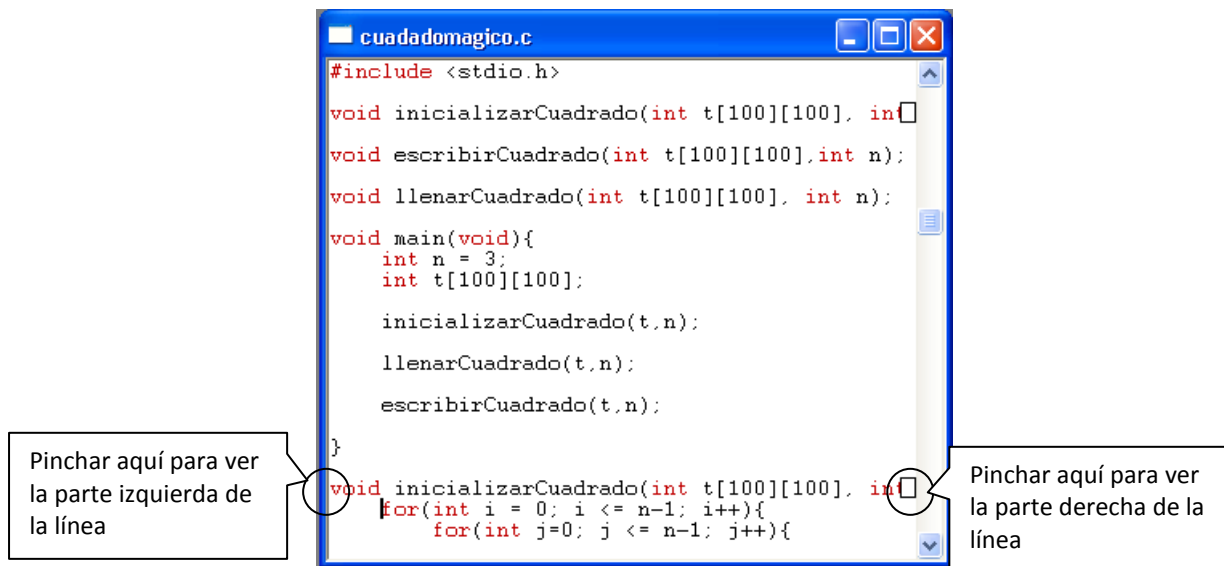 cuadadomagico.c
#include <stdio.h>
void inicializarCuadrado(int t[100][100], int
void escribirCuadrado(int t[100][100],int n);
void llenarCuadrado(int t[100][100], int n);
void main(void){
int n = 3;
int t[100][100];
inicializarCuadrado(t,n);
llenarCuadrado(t,n);
escribirCuadrado(t,n);
}
void inicializarCuadrado(int t[100][100], int
for(int i = 0; i <= n-1; i++){
for(int j=0; j <= n-1; j++){
Pinchar aquí para ver
la parte izquierda de
la línea
Pinchar aquí para ver
la parte derecha de la
línea